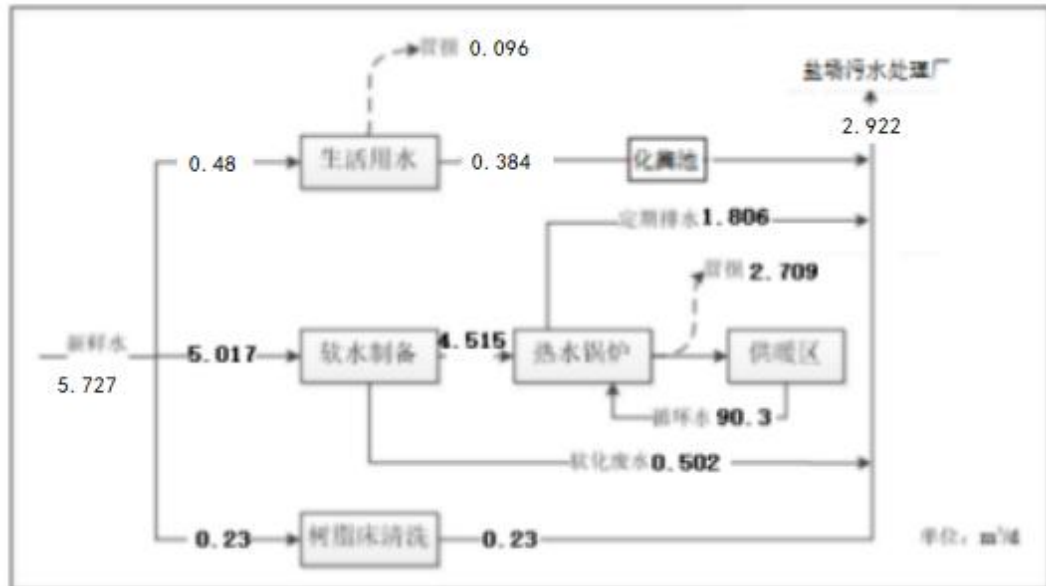 损损 0.096
盐场污水处理厂
2.922
0.48
生活用水
0.384
化粪池
定期排水1.806
2.709
新鲜水
5.727
5.017
软水制备
4.515
热水锅炉
供暖区
循环水90.3
软化废水0.502
0.23
树脂床清洗
0.23
单位：m³/d